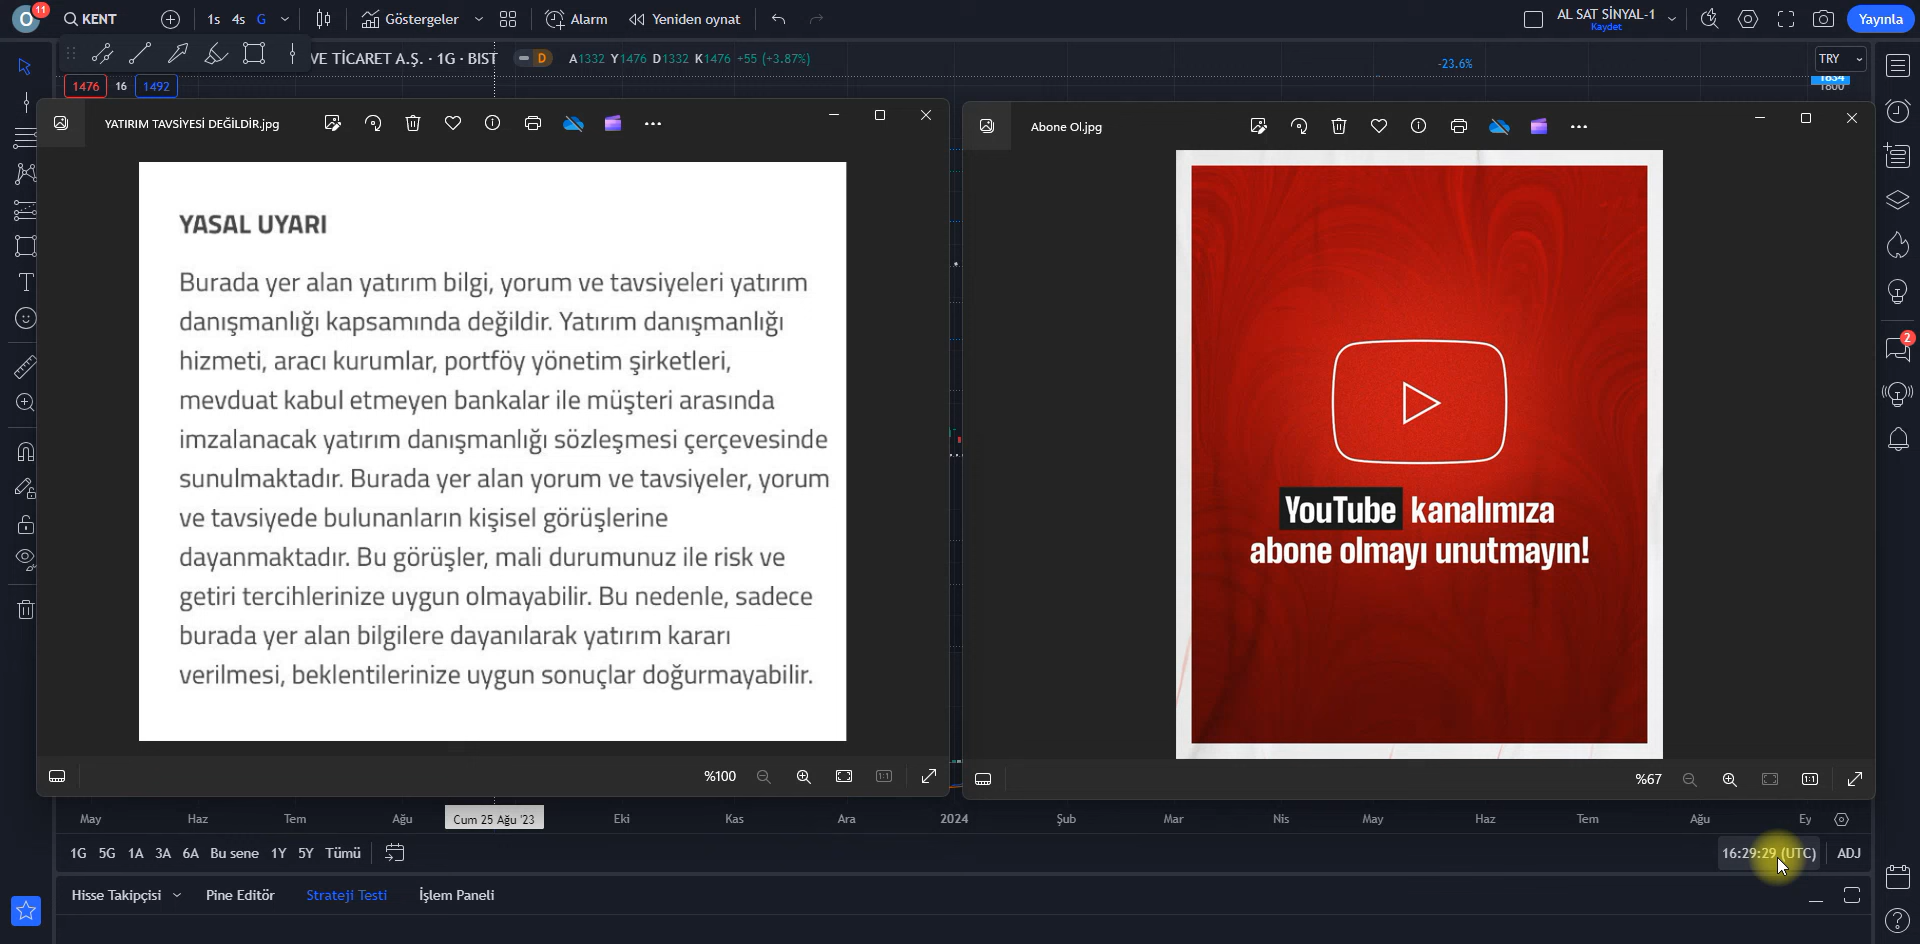 11
KENT
1s 4s G
Göstergeler
Alarm
Yeniden oynat
AL SAT SİNYAL-1
Kaydet
Yayınla
VE TİCARET A.Ş. · 1G · BIST
D
A1332 Y1476 D1332 K1476 +55 (+3.87%)
-23.6%
TRY
1634
1800
1476 16 1492
YATIRIM TAVSİYESİ DEĞİLDİR.jpg
YASAL UYARI
Burada yer alan yatırım bilgi, yorum ve tavsiyeleri yatırım
danışmanlığı kapsamında değildir. Yatırım danışmanlığı
hizmeti, aracı kurumlar, portföy yönetim şirketleri,
mevduat kabul etmeyen bankalar ile müşteri arasında
imzalanacak yatırım danışmanlığı sözleşmesi çerçevesinde
sunulmaktadır. Burada yer alan yorum ve tavsiyeler, yorum
ve tavsiyede bulunanların kişisel görüşlerine
dayanmaktadır. Bu görüşler, mali durumunuz ile risk ve
getiri tercihlerinize uygun olmayabilir. Bu nedenle, sadece
burada yer alan bilgilere dayanılarak yatırım kararı
verilmesi, beklentilerinize uygun sonuçlar doğurmayabilir.
%100
1:1
Abone Ol.jpg
YouTube kanalımıza
abone olmayı unutmayın!
%67
1:1
2
May Haz Tem Ağu Cum 25 Ağu '23 Eki Kas Ara 2024 Şub Mar Nis May Haz Tem Ağu Ey
1G 5G 1A 3A 6A Bu sene 1Y 5Y Tümü
16:29:29 (UTC)
ADJ
Hisse Takipçisi
Pine Editör
Strateji Testi
İşlem Paneli